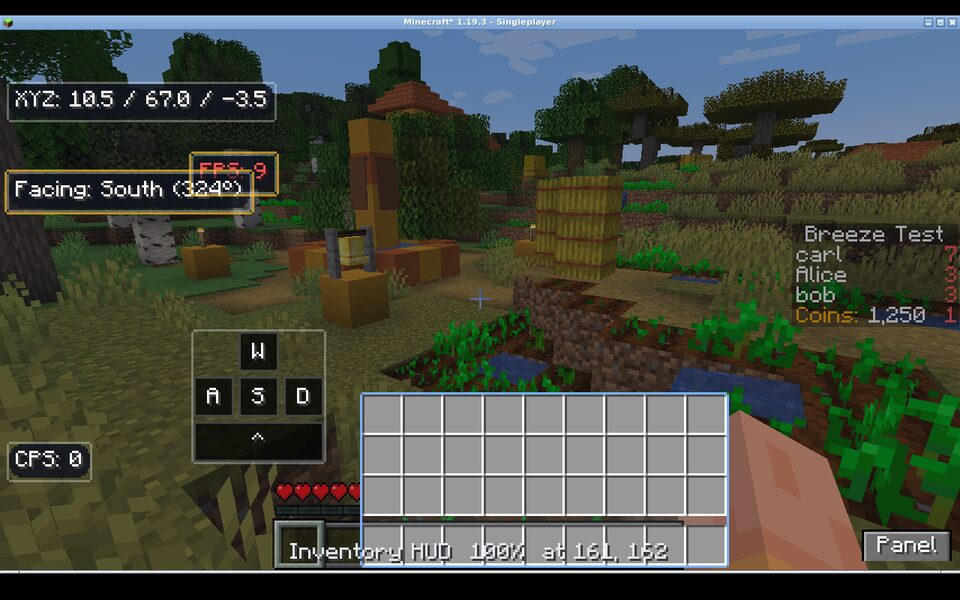 Minecraft* 1.19.3 - Singleplayer
XYZ: 10.5 / 67.0 / -3.5
FPS: 9
Facing: South (324º)
Breeze Test
carl 7
Alice 3
bob 3
Coins: 1,250 1
W
A S D
^
CPS: 0
Inventory HUD 100% at 161, 162
Panel